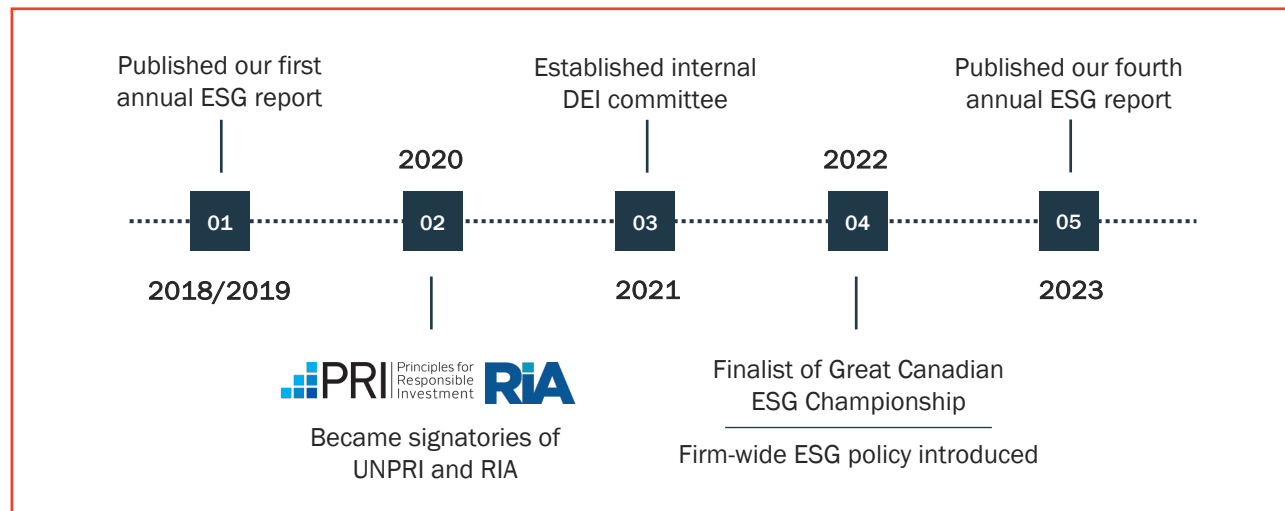 Published our first
annual ESG report
01
2018/2019
2020
02
PRI
Principles for
Responsible
Investment
RiA
Became signatories of
UNPRI and RIA
Established internal
DEI committee
03
2021
2022
04
Finalist of Great Canadian
ESG Championship
Firm-wide ESG policy introduced
Published our fourth
annual ESG report
05
2023